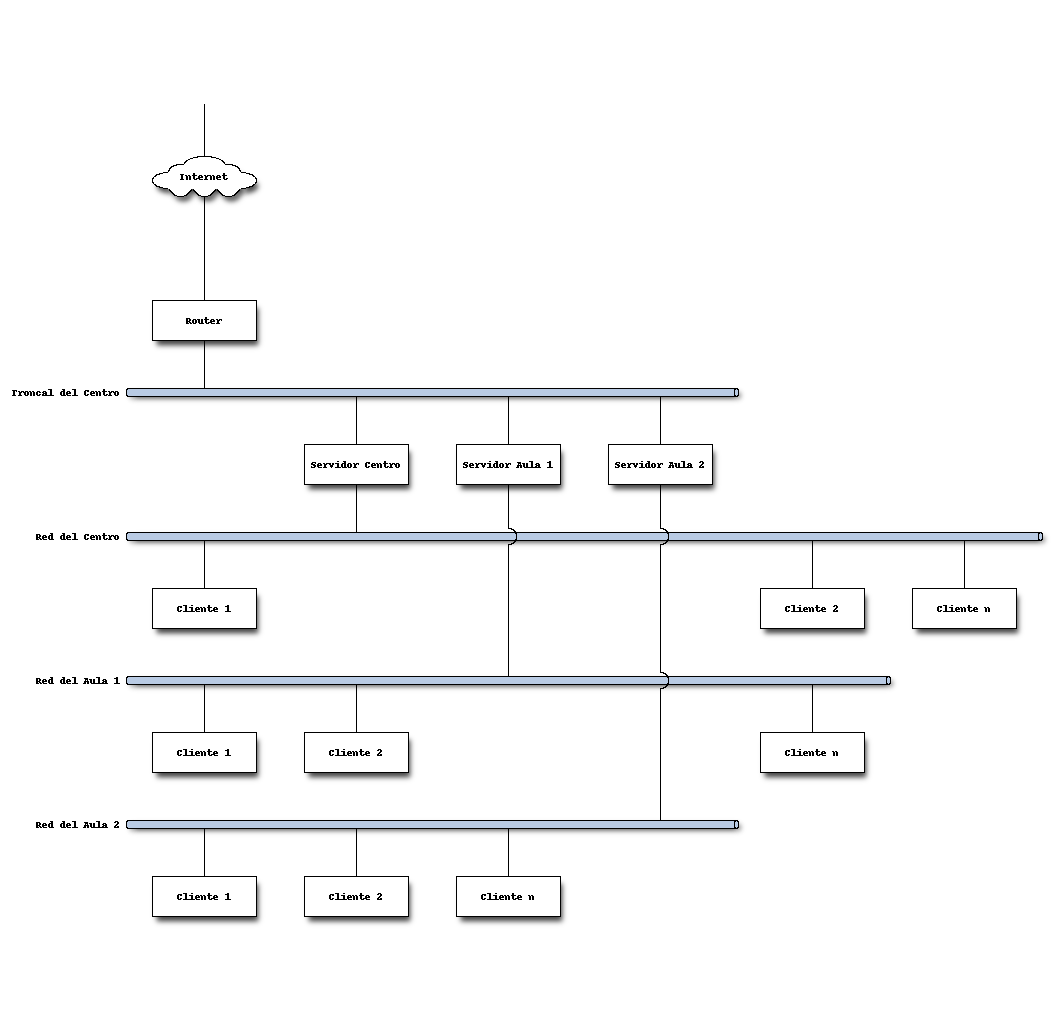 Internet
Router
Troncal del Centro
Servidor Centro
Servidor Aula 1
Servidor Aula 2
Red del Centro
Cliente 1
Cliente 2
Cliente n
Red del Aula 1
Cliente 1
Cliente 2
Cliente n
Red del Aula 2
Cliente 1
Cliente 2
Cliente n